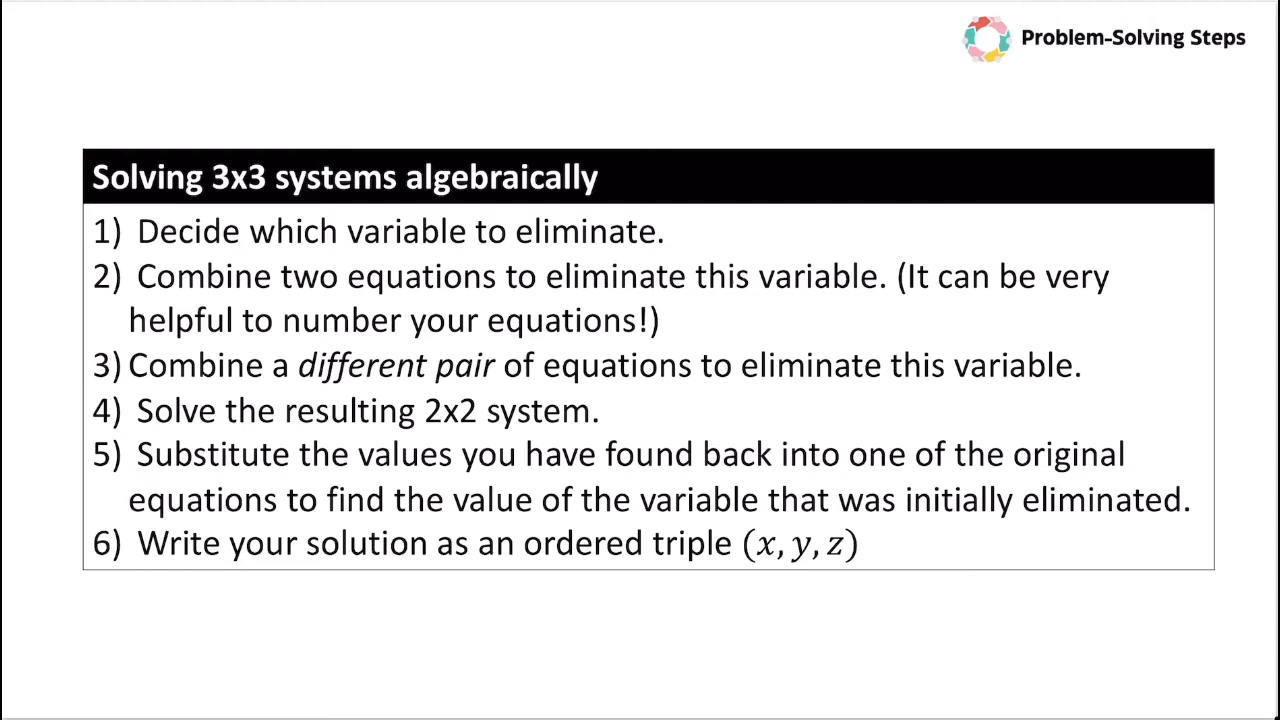 Problem-Solving Steps
Solving 3x3 systems algebraically
1) Decide which variable to eliminate.
2) Combine two equations to eliminate this variable. (It can be very
helpful to number your equations!)
3) Combine a different pair of equations to eliminate this variable.
4) Solve the resulting 2x2 system.
5) Substitute the values you have found back into one of the original
equations to find the value of the variable that was initially eliminated.
6) Write your solution as an ordered triple (x, y, z)